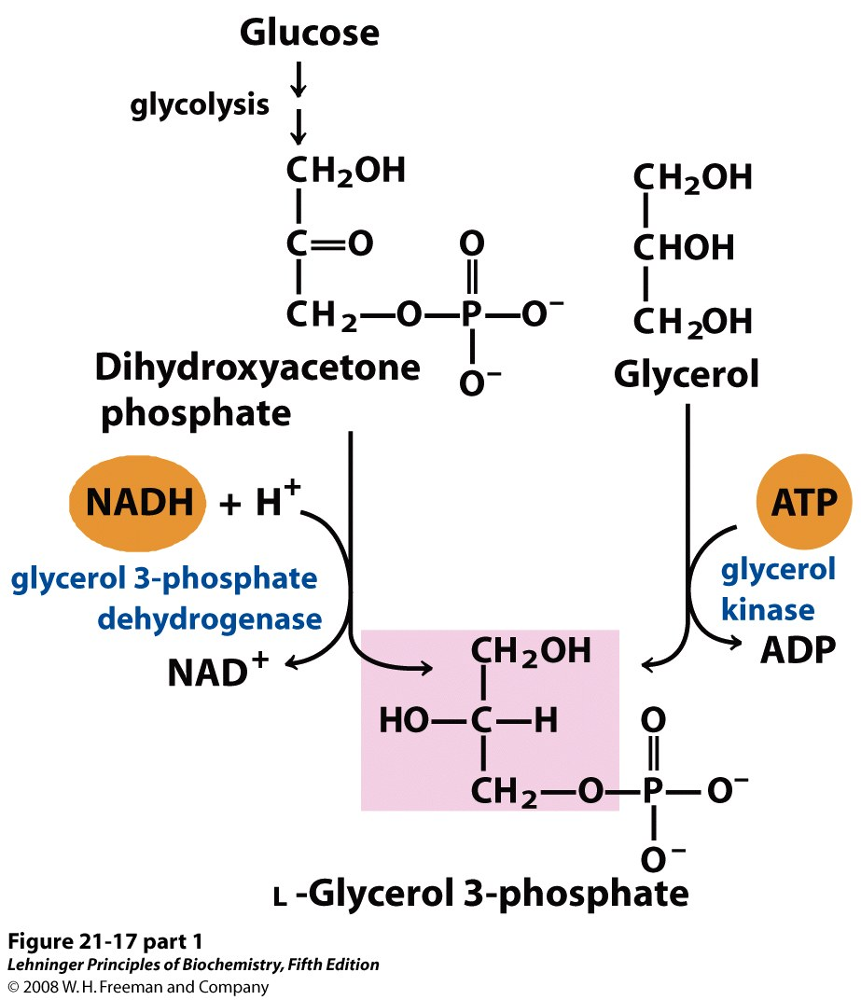 Glucose
glycolysis
CH₂OH
C=O
CH₂—O—P—O⁻
O
O⁻
Dihydroxyacetone
phosphate
CH₂OH
CHOH
CH₂OH
Glycerol
NADH + H⁺
glycerol 3-phosphate
dehydrogenase
NAD⁺
ATP
glycerol
kinase
ADP
CH₂OH
HO—C—H
CH₂—O—P—O⁻
O
O⁻
L-Glycerol 3-phosphate
Figure 21-17 part 1
Lehninger Principles of Biochemistry, Fifth Edition
© 2008 W. H. Freeman and Company